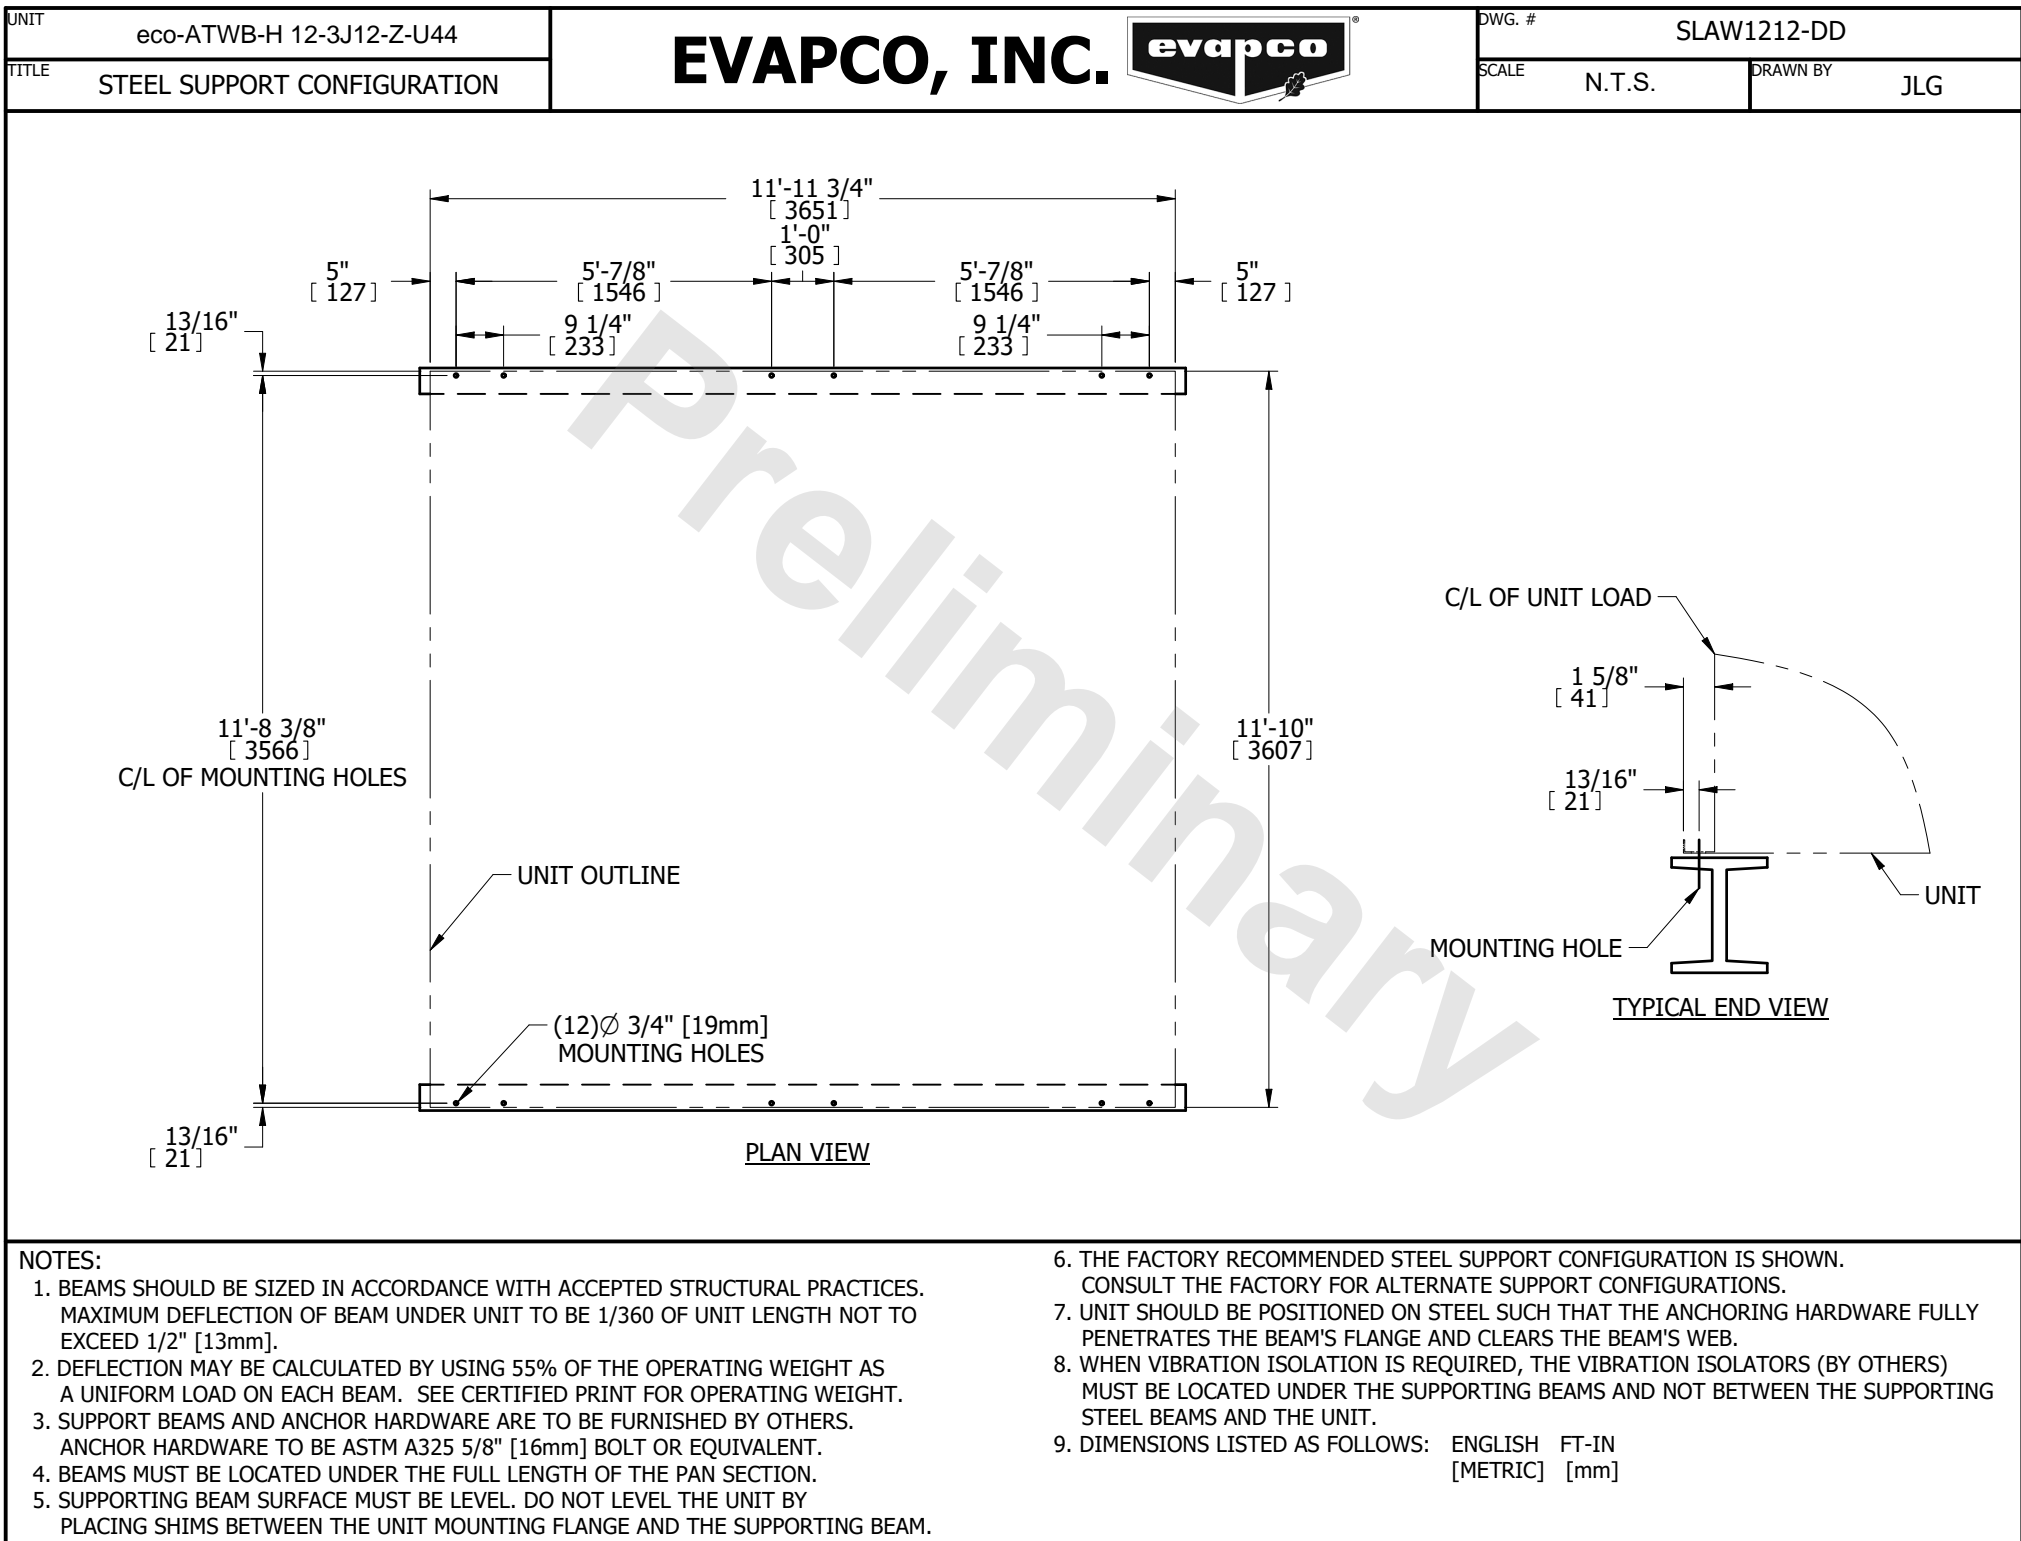 UNIT
eco-ATWB-H 12-3J12-Z-U44
TITLE
STEEL SUPPORT CONFIGURATION
EVAPCO, INC.
evapco
®
DWG. #
SLAW1212-DD
SCALE
N.T.S.
DRAWN BY
JLG
11'-11 3/4"
[ 3651]
1'-0"
[ 305 ]
5"
[ 127]
5'-7/8"
[ 1546 ]
5'-7/8"
[ 1546 ]
5"
[ 127 ]
13/16"
[ 21]
9 1/4"
[ 233]
9 1/4"
[ 233 ]
Preliminary
11'-8 3/8"
[ 3566]
C/L OF MOUNTING HOLES
11'-10"
[ 3607]
UNIT OUTLINE
(12)∅ 3/4" [19mm]
MOUNTING HOLES
13/16"
[ 21]
PLAN VIEW
C/L OF UNIT LOAD
1 5/8"
[ 41]
13/16"
[ 21]
UNIT
MOUNTING HOLE
TYPICAL END VIEW
NOTES:
1. BEAMS SHOULD BE SIZED IN ACCORDANCE WITH ACCEPTED STRUCTURAL PRACTICES.
MAXIMUM DEFLECTION OF BEAM UNDER UNIT TO BE 1/360 OF UNIT LENGTH NOT TO
EXCEED 1/2" [13mm].
2. DEFLECTION MAY BE CALCULATED BY USING 55% OF THE OPERATING WEIGHT AS
A UNIFORM LOAD ON EACH BEAM. SEE CERTIFIED PRINT FOR OPERATING WEIGHT.
3. SUPPORT BEAMS AND ANCHOR HARDWARE ARE TO BE FURNISHED BY OTHERS.
ANCHOR HARDWARE TO BE ASTM A325 5/8" [16mm] BOLT OR EQUIVALENT.
4. BEAMS MUST BE LOCATED UNDER THE FULL LENGTH OF THE PAN SECTION.
5. SUPPORTING BEAM SURFACE MUST BE LEVEL. DO NOT LEVEL THE UNIT BY
PLACING SHIMS BETWEEN THE UNIT MOUNTING FLANGE AND THE SUPPORTING BEAM.
6. THE FACTORY RECOMMENDED STEEL SUPPORT CONFIGURATION IS SHOWN.
CONSULT THE FACTORY FOR ALTERNATE SUPPORT CONFIGURATIONS.
7. UNIT SHOULD BE POSITIONED ON STEEL SUCH THAT THE ANCHORING HARDWARE FULLY
PENETRATES THE BEAM'S FLANGE AND CLEARS THE BEAM'S WEB.
8. WHEN VIBRATION ISOLATION IS REQUIRED, THE VIBRATION ISOLATORS (BY OTHERS)
MUST BE LOCATED UNDER THE SUPPORTING BEAMS AND NOT BETWEEN THE SUPPORTING
STEEL BEAMS AND THE UNIT.
9. DIMENSIONS LISTED AS FOLLOWS: ENGLISH FT-IN
[METRIC] [mm]